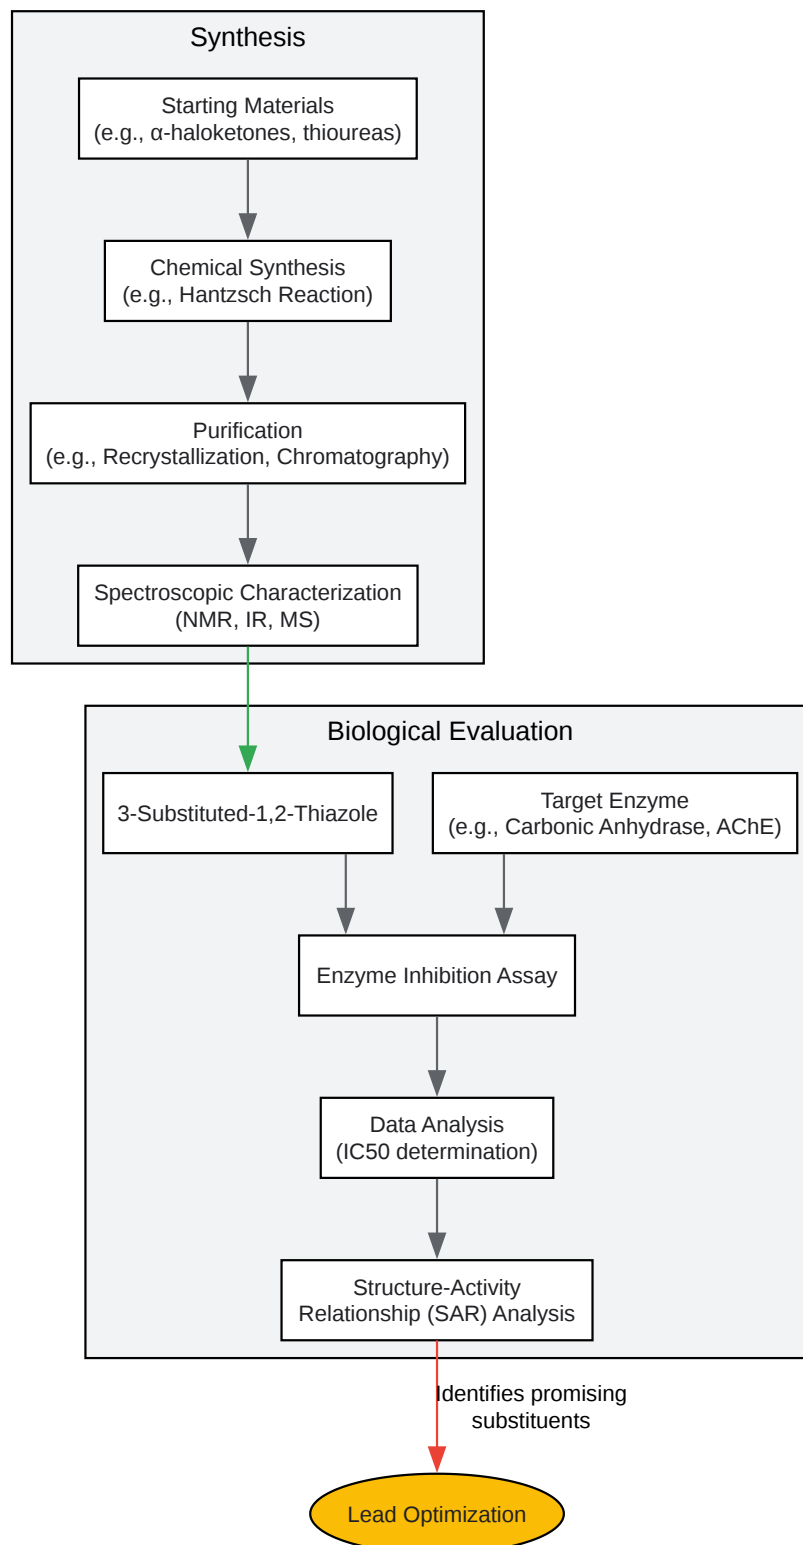 Synthesis
Starting Materials
(e.g., α-haloketones, thioureas)
Chemical Synthesis
(e.g., Hantzsch Reaction)
Purification
(e.g., Recrystallization, Chromatography)
Spectroscopic Characterization
(NMR, IR, MS)
Biological Evaluation
3-Substituted-1,2-Thiazole
Target Enzyme
(e.g., Carbonic Anhydrase, AChE)
Enzyme Inhibition Assay
Data Analysis
(IC50 determination)
Structure-Activity
Relationship (SAR) Analysis
Identifies promising
substituents
Lead Optimization